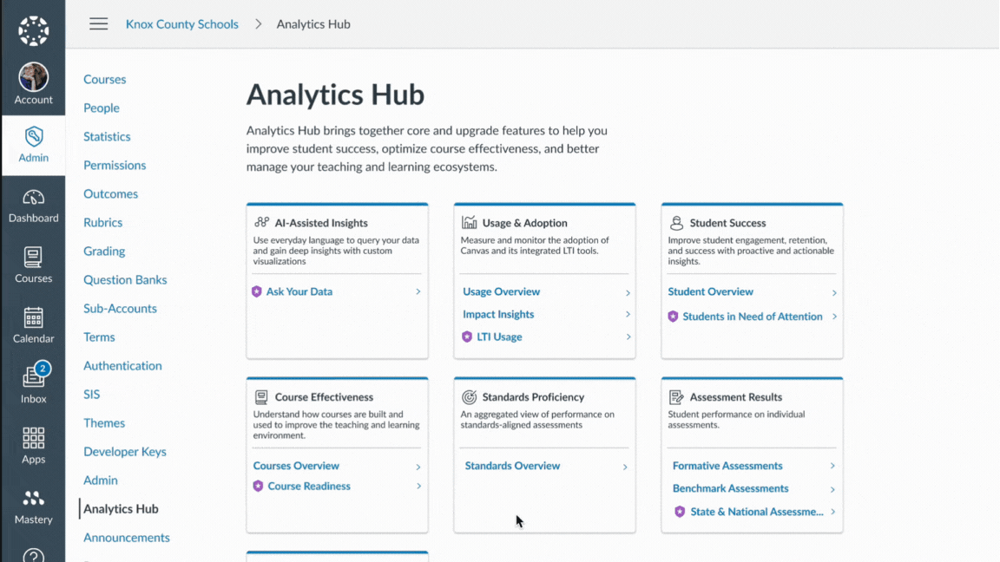 Knox County Schools > Analytics Hub
Account
Admin
Dashboard
Courses
Calendar
2
Inbox
Apps
Mastery
?
Courses
People
Statistics
Permissions
Outcomes
Rubrics
Grading
Question Banks
Sub-Accounts
Terms
Authentication
SIS
Themes
Developer Keys
Admin
Analytics Hub
Announcements
Analytics Hub
Analytics Hub brings together core and upgrade features to help you
improve student success, optimize course effectiveness, and better
manage your teaching and learning ecosystems.
AI-Assisted Insights
Use everyday language to query your data
and gain deep insights with custom
visualizations
Ask Your Data
Usage & Adoption
Measure and monitor the adoption of
Canvas and its integrated LTI tools.
Usage Overview
Impact Insights
LTI Usage
Student Success
Improve student engagement, retention,
and success with proactive and actionable
insights.
Student Overview
Students in Need of Attention
Course Effectiveness
Understand how courses are built and
used to improve the teaching and learning
environment.
Courses Overview
Course Readiness
Standards Proficiency
An aggregated view of performance on
standards-aligned assessments
Standards Overview
Assessment Results
Student performance on individual
assessments.
Formative Assessments
Benchmark Assessments
State & National Assessme...